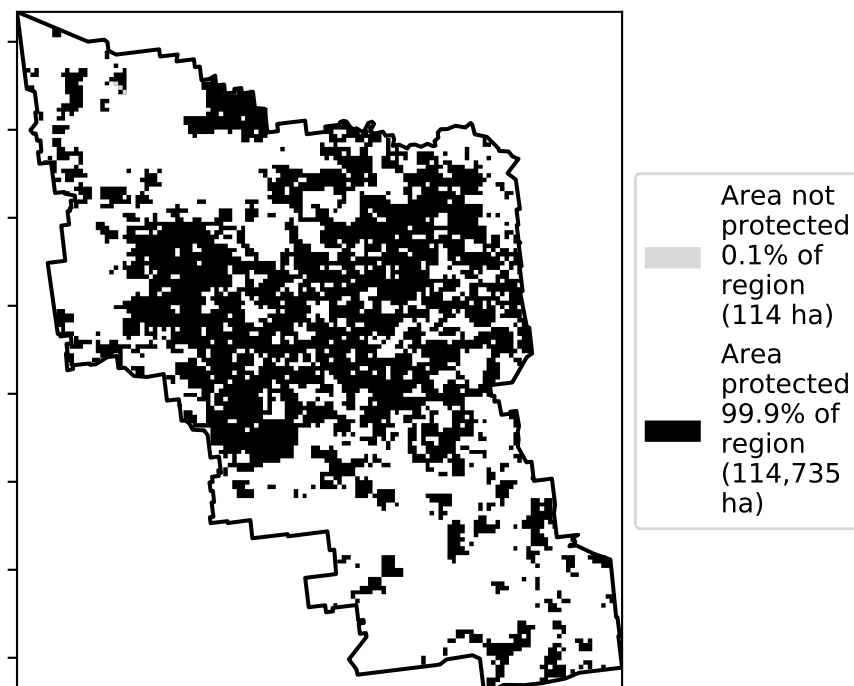 Area not
protected
0.1% of
region
(114 ha)
Area
protected
99.9% of
region
(114,735
ha)